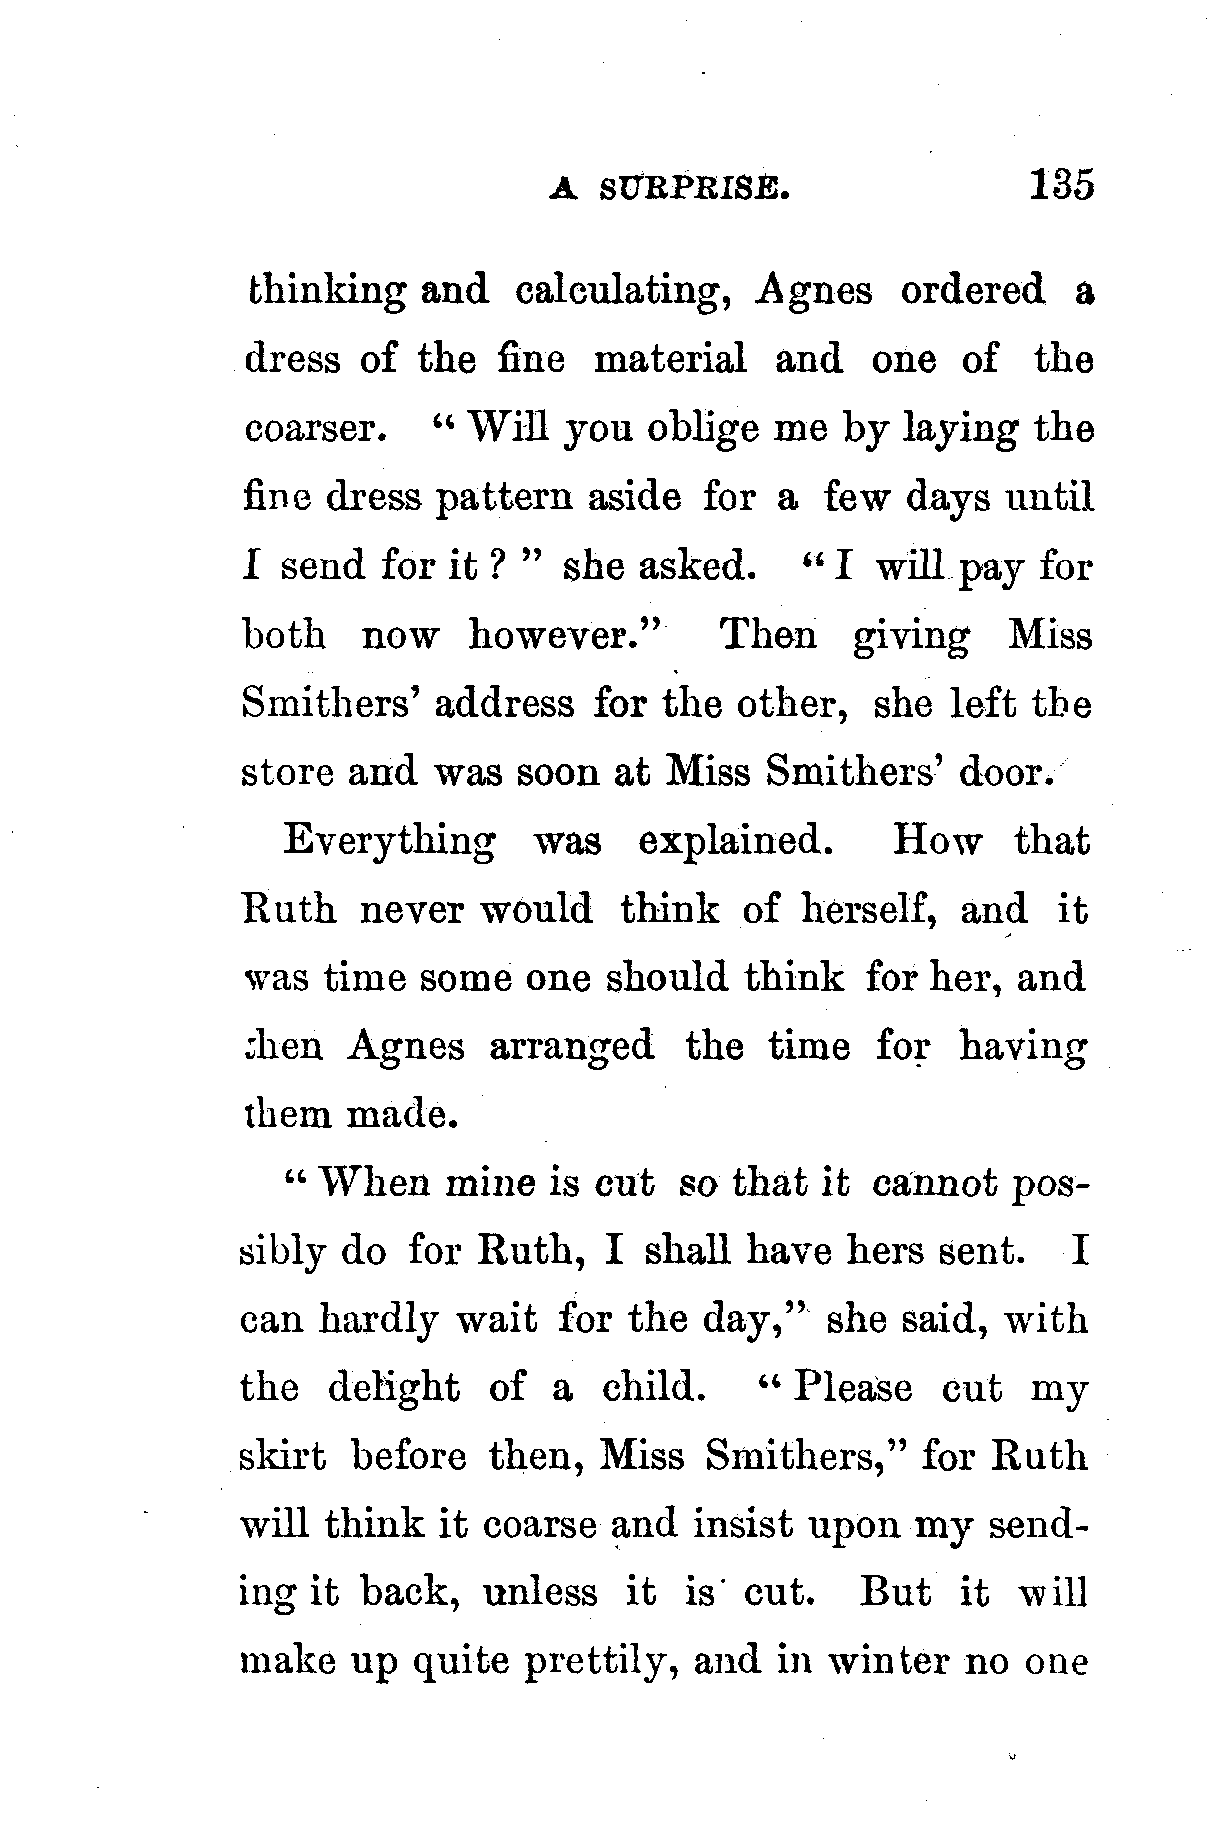 A SURPRISE. 135
thinking and calculating, Agnes ordered a
dress of the fine material and one of the
coarser. “ Will you oblige me by laying the
fine dress pattern aside for a few days until
I send for it ? ” she asked. “ I will pay for
both now however.” Then giving Miss
Smithers’ address for the other, she left the
store and was soon at Miss Smithers’ door.
Everything was explained. How that
Ruth never would think of herself, and it
was time some one should think for her, and
then Agnes arranged the time for having
them made.
“ When mine is cut so that it cannot pos-
sibly do for Ruth, I shall have hers sent. I
can hardly wait for the day,” she said, with
the delight of a child. “ Please cut my
skirt before then, Miss Smithers,” for Ruth
will think it coarse and insist upon my send-
ing it back, unless it is cut. But it will
make up quite prettily, and in winter no one